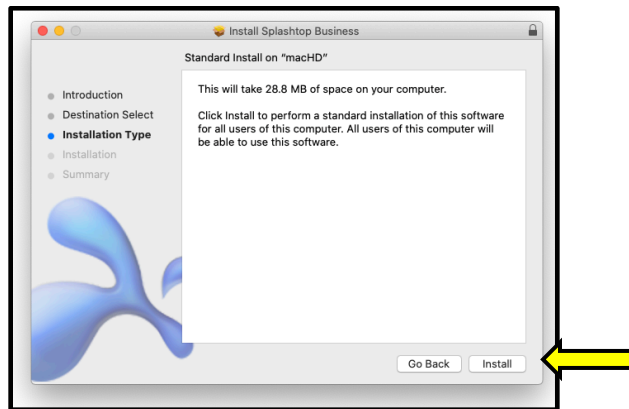 Install Splashtop Business
Standard Install on “macHD”
Introduction
Destination Select
Installation Type
Installation
Summary
This will take 28.8 MB of space on your computer.
Click Install to perform a standard installation of this software
for all users of this computer. All users of this computer will
be able to use this software.
Go Back
Install